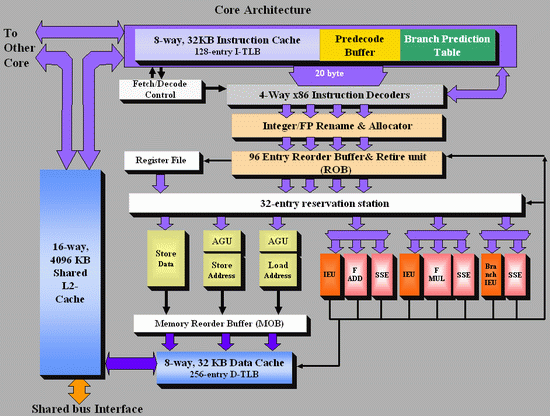 Core Architecture
To
Other
Core
8-way, 32KB Instruction Cache
128-entry I-TLB
Predecode
Buffer
Branch Prediction
Table
20 byte
Fetch/Decode
Control
4-Way x86 Instruction Decoders
Integer/FP Rename & Allocator
Register File
96 Entry Reorder Buffer& Retire unit
(ROB)
32-entry reservation station
16-way,
4096 KB
Shared
L2-
Cache
Store
Data
AGU
Store
Address
AGU
Load
Address
IEU
F
ADD
SSE
IEU
F
MUL
SSE
Bran
ch
IEU
SSE
Memory Reorder Buffer (MOB)
8-way, 32 KB Data Cache
256-entry D-TLB
Shared bus Interface